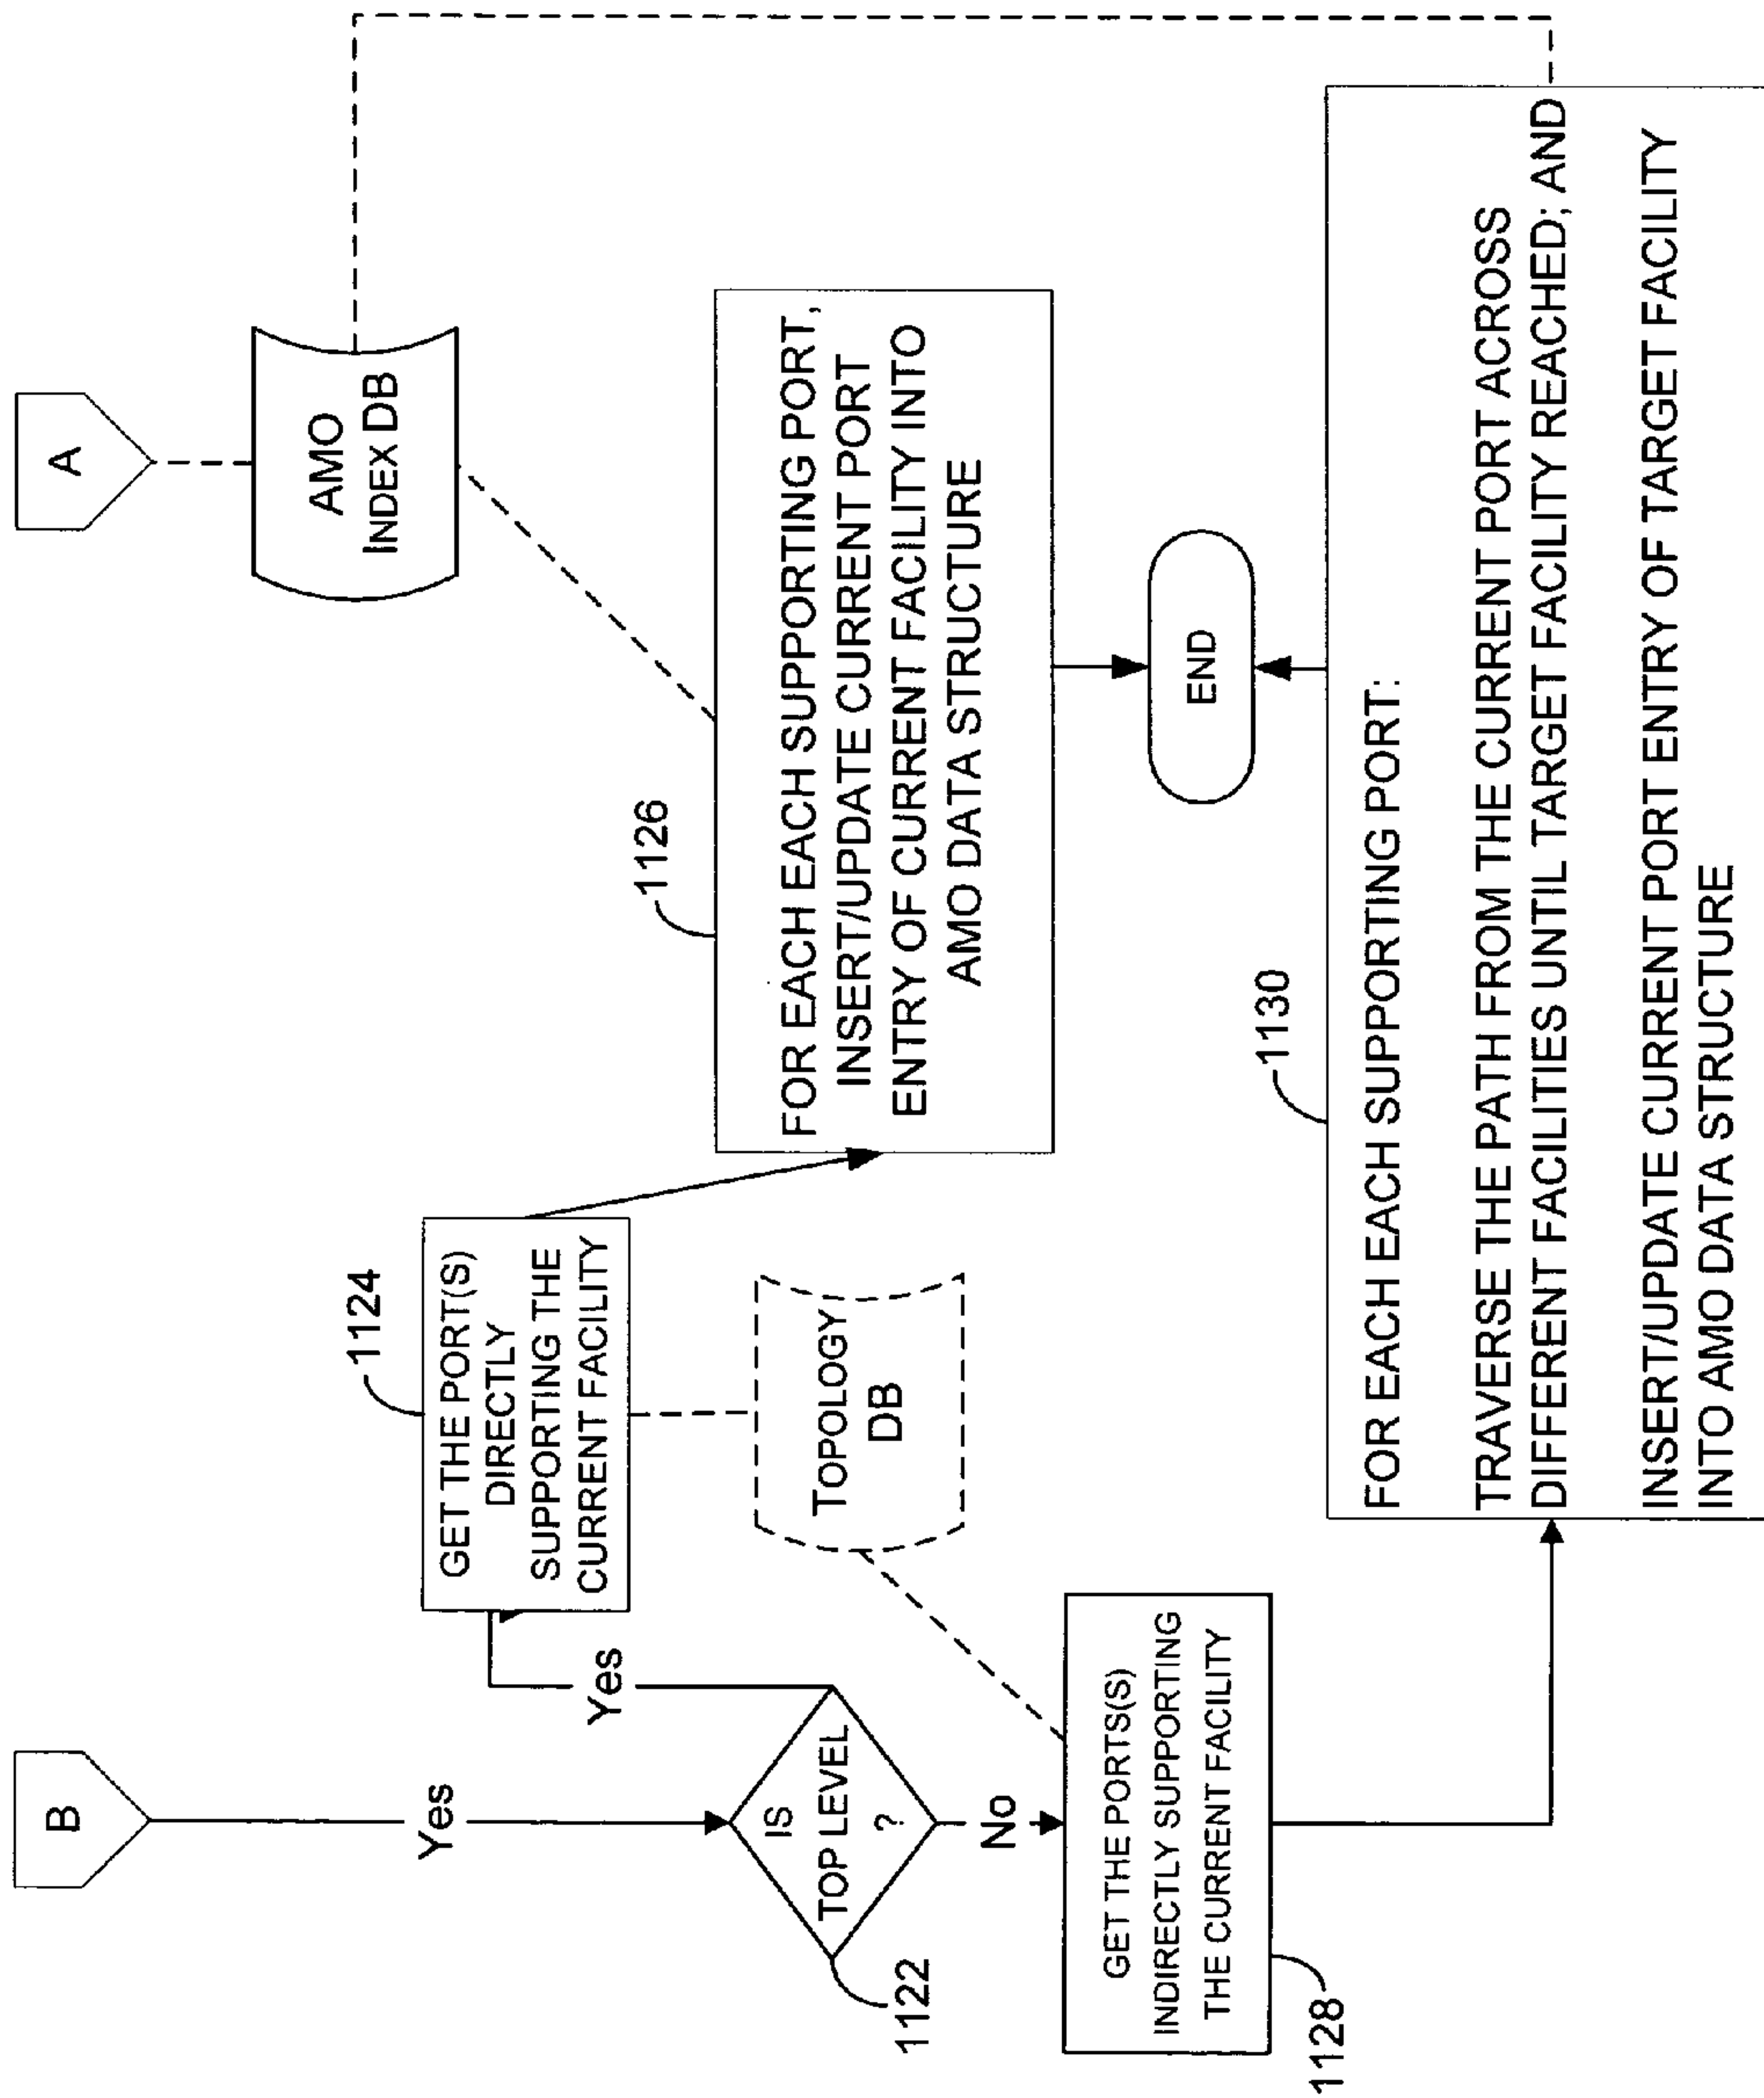 B
A
Yes
AMO
INDEX DB
1124
GET THE PORT(S)
DIRECTLY
SUPPORTING THE
CURRENT FACILITY
Yes
IS
TOP LEVEL
?
1122
TOPOLOGY
DB
1126
FOR EACH EACH SUPPORTING PORT,
INSERT/UPDATE CURRENT PORT
ENTRY OF CURRENT FACILITY INTO
AMO DATA STRUCTURE
No
GET THE PORTS(S)
INDIRECTLY SUPPORTING
THE CURRENT FACILITY
1128
END
1130
FOR EACH EACH SUPPORTING PORT:
TRAVERSE THE PATH FROM THE CURRENT PORT ACROSS
DIFFERENT FACILITIES UNTIL TARGET FACILITY REACHED; AND
INSERT/UPDATE CURRENT PORT ENTRY OF TARGET FACILITY
INTO AMO DATA STRUCTURE